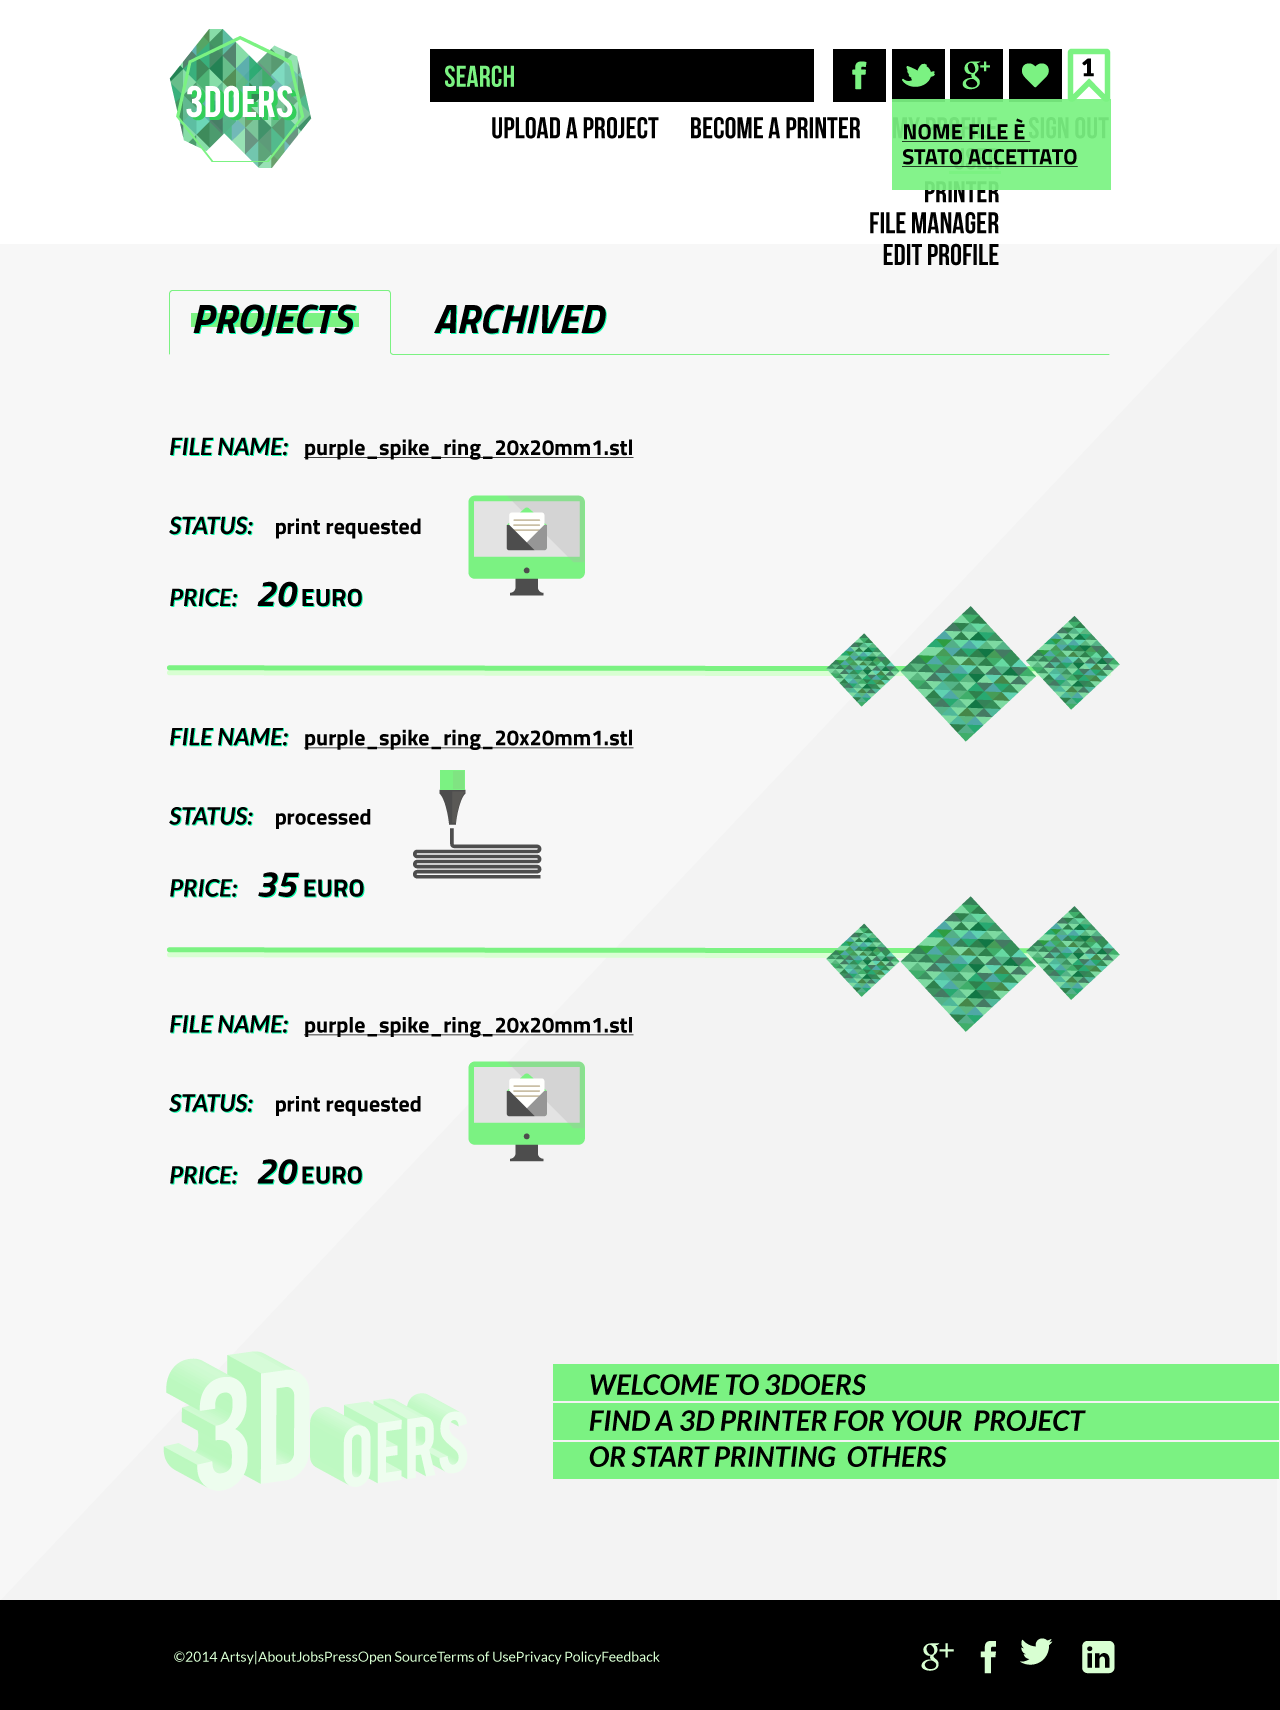 3DOERS
SEARCH
1
UPLOAD A PROJECT
BECOME A PRINTER
MY PROFILE
SIGN OUT
NOME FILE È
STATO ACCETTATO
PRINTER
FILE MANAGER
EDIT PROFILE
PROJECTS
ARCHIVED
FILE NAME: purple_spike_ring_20x20mm1.stl
STATUS: print requested
PRICE: 20 EURO
FILE NAME: purple_spike_ring_20x20mm1.stl
STATUS: processed
PRICE: 35 EURO
FILE NAME: purple_spike_ring_20x20mm1.stl
STATUS: print requested
PRICE: 20 EURO
3DOERS
WELCOME TO 3DOERS
FIND A 3D PRINTER FOR YOUR PROJECT
OR START PRINTING OTHERS
©2014 Artsy|AboutJobsPressOpen SourceTerms of UsePrivacy PolicyFeedback